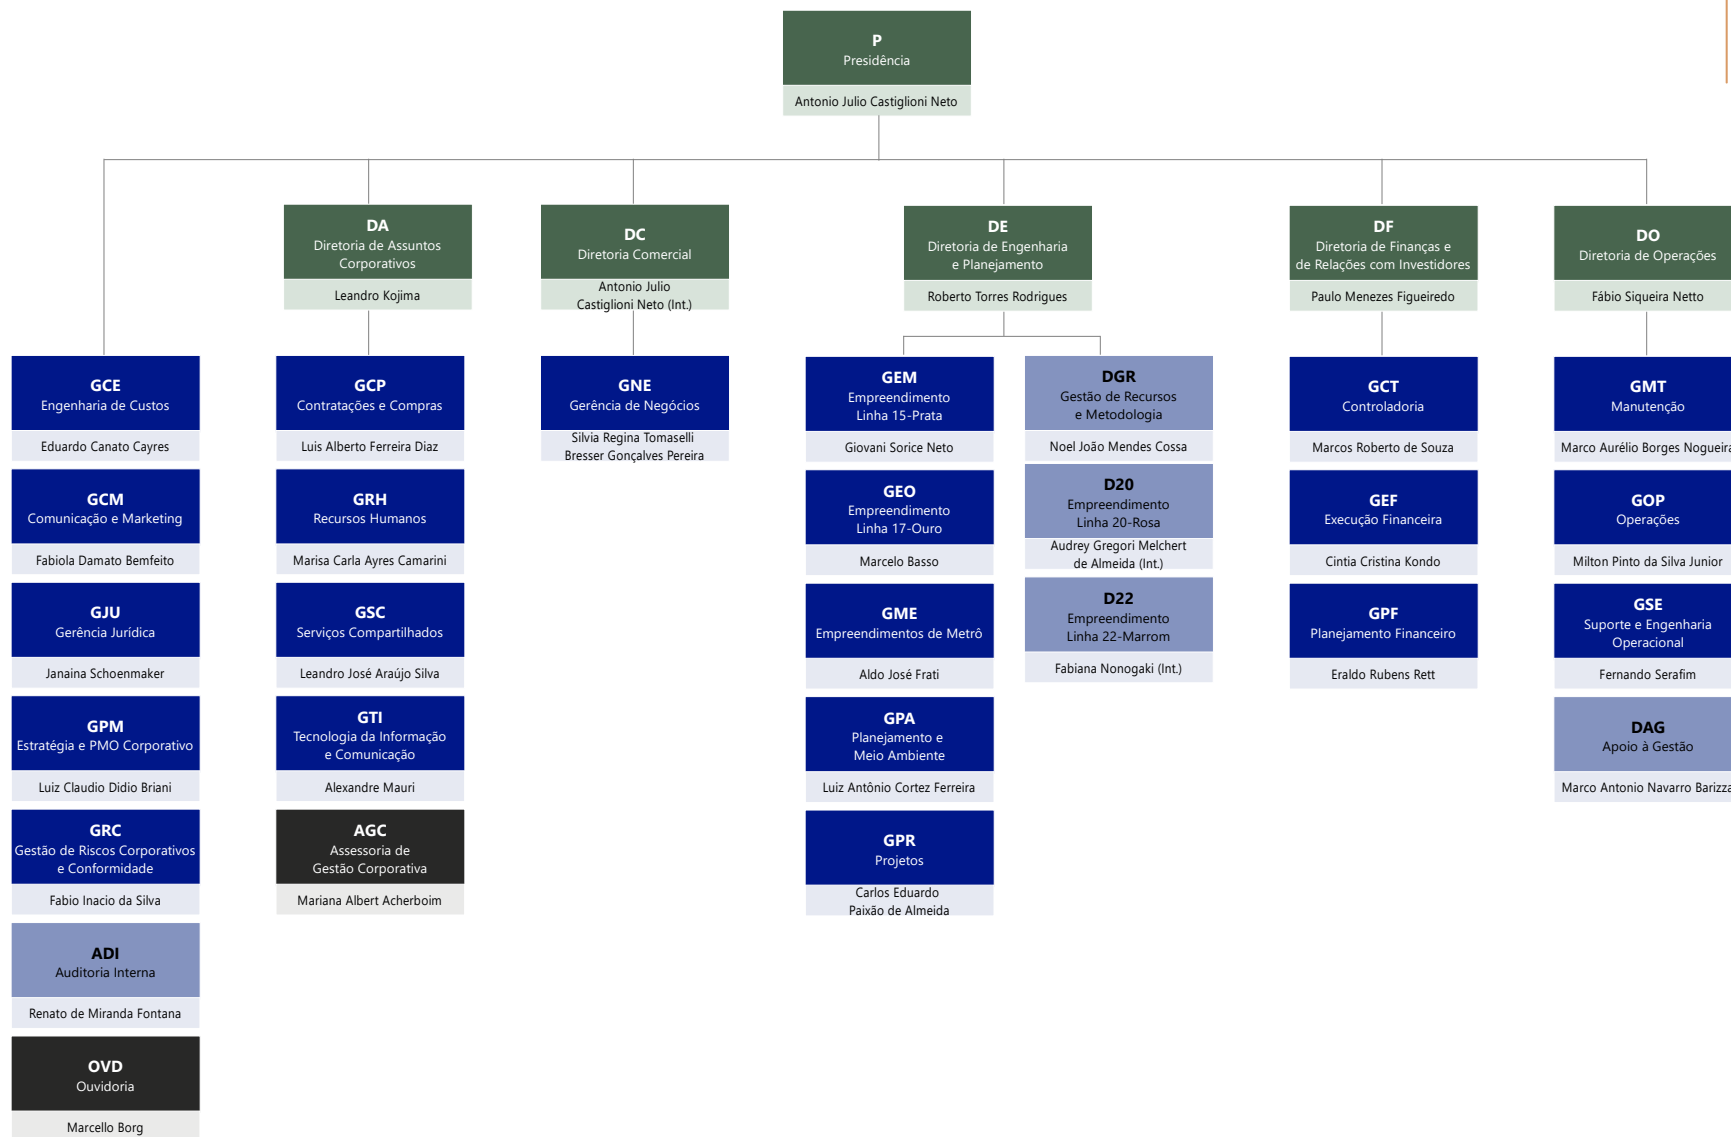 P
Presidência
Antonio Julio Castiglioni Neto
DA
Diretoria de Assuntos
Corporativos
Leandro Kojima
DC
Diretoria Comercial
Antonio Julio
Castiglioni Neto (Int.)
DE
Diretoria de Engenharia
e Planejamento
Roberto Torres Rodrigues
DF
Diretoria de Finanças e
de Relações com Investidores
Paulo Menezes Figueiredo
DO
Diretoria de Operações
Fábio Siqueira Netto
GCE
Engenharia de Custos
Eduardo Canato Cayres
GCM
Comunicação e Marketing
Fabiola Damato Bemfeito
GJU
Gerência Jurídica
Janaina Schoenmaker
GPM
Estratégia e PMO Corporativo
Luiz Claudio Didio Briani
GRC
Gestão de Riscos Corporativos
e Conformidade
Fabio Inacio da Silva
ADI
Auditoria Interna
Renato de Miranda Fontana
OVD
Ouvidoria
Marcello Borg
GCP
Contratações e Compras
Luis Alberto Ferreira Diaz
GRH
Recursos Humanos
Marisa Carla Ayres Camarini
GSC
Serviços Compartilhados
Leandro José Araújo Silva
GTI
Tecnologia da Informação
e Comunicação
Alexandre Mauri
AGC
Assessoria de
Gestão Corporativa
Mariana Albert Acherboim
GNE
Gerência de Negócios
Silvia Regina Tomaselli
Bresser Gonçalves Pereira
GEM
Empreendimento
Linha 15-Prata
Giovani Sorice Neto
GEO
Empreendimento
Linha 17-Ouro
Marcelo Basso
GME
Empreendimentos de Metrô
Aldo José Frati
GPA
Planejamento e
Meio Ambiente
Luiz Antônio Cortez Ferreira
GPR
Projetos
Carlos Eduardo
Paixão de Almeida
DGR
Gestão de Recursos
e Metodologia
Noel João Mendes Cossa
D20
Empreendimento
Linha 20-Rosa
Audrey Gregori Melchert
de Almeida (Int.)
D22
Empreendimento
Linha 22-Marrom
Fabiana Nonogaki (Int.)
GCT
Controladoria
Marcos Roberto de Souza
GEF
Execução Financeira
Cintia Cristina Kondo
GPF
Planejamento Financeiro
Eraldo Rubens Rett
GMT
Manutenção
Marco Aurélio Borges Nogueira
GOP
Operações
Milton Pinto da Silva Junior
GSE
Suporte e Engenharia
Operacional
Fernando Serafim
DAG
Apoio à Gestão
Marco Antonio Navarro Barizza